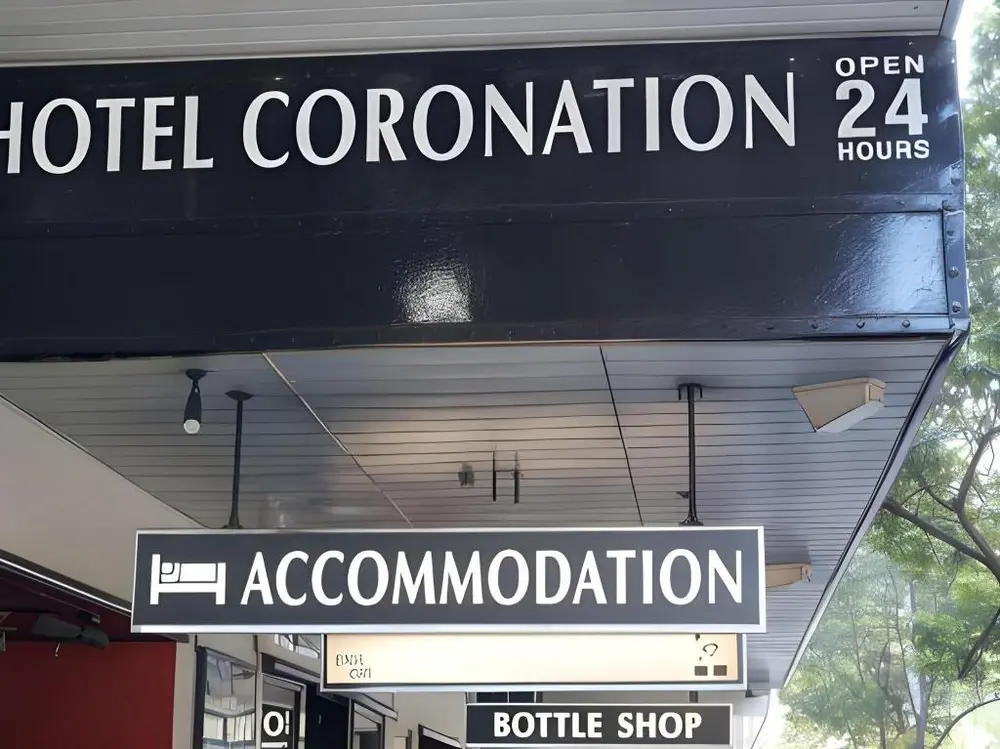 HOTEL CORONATION
OPEN
24
HOURS
ACCOMMODATION
BOTTLE SHOP